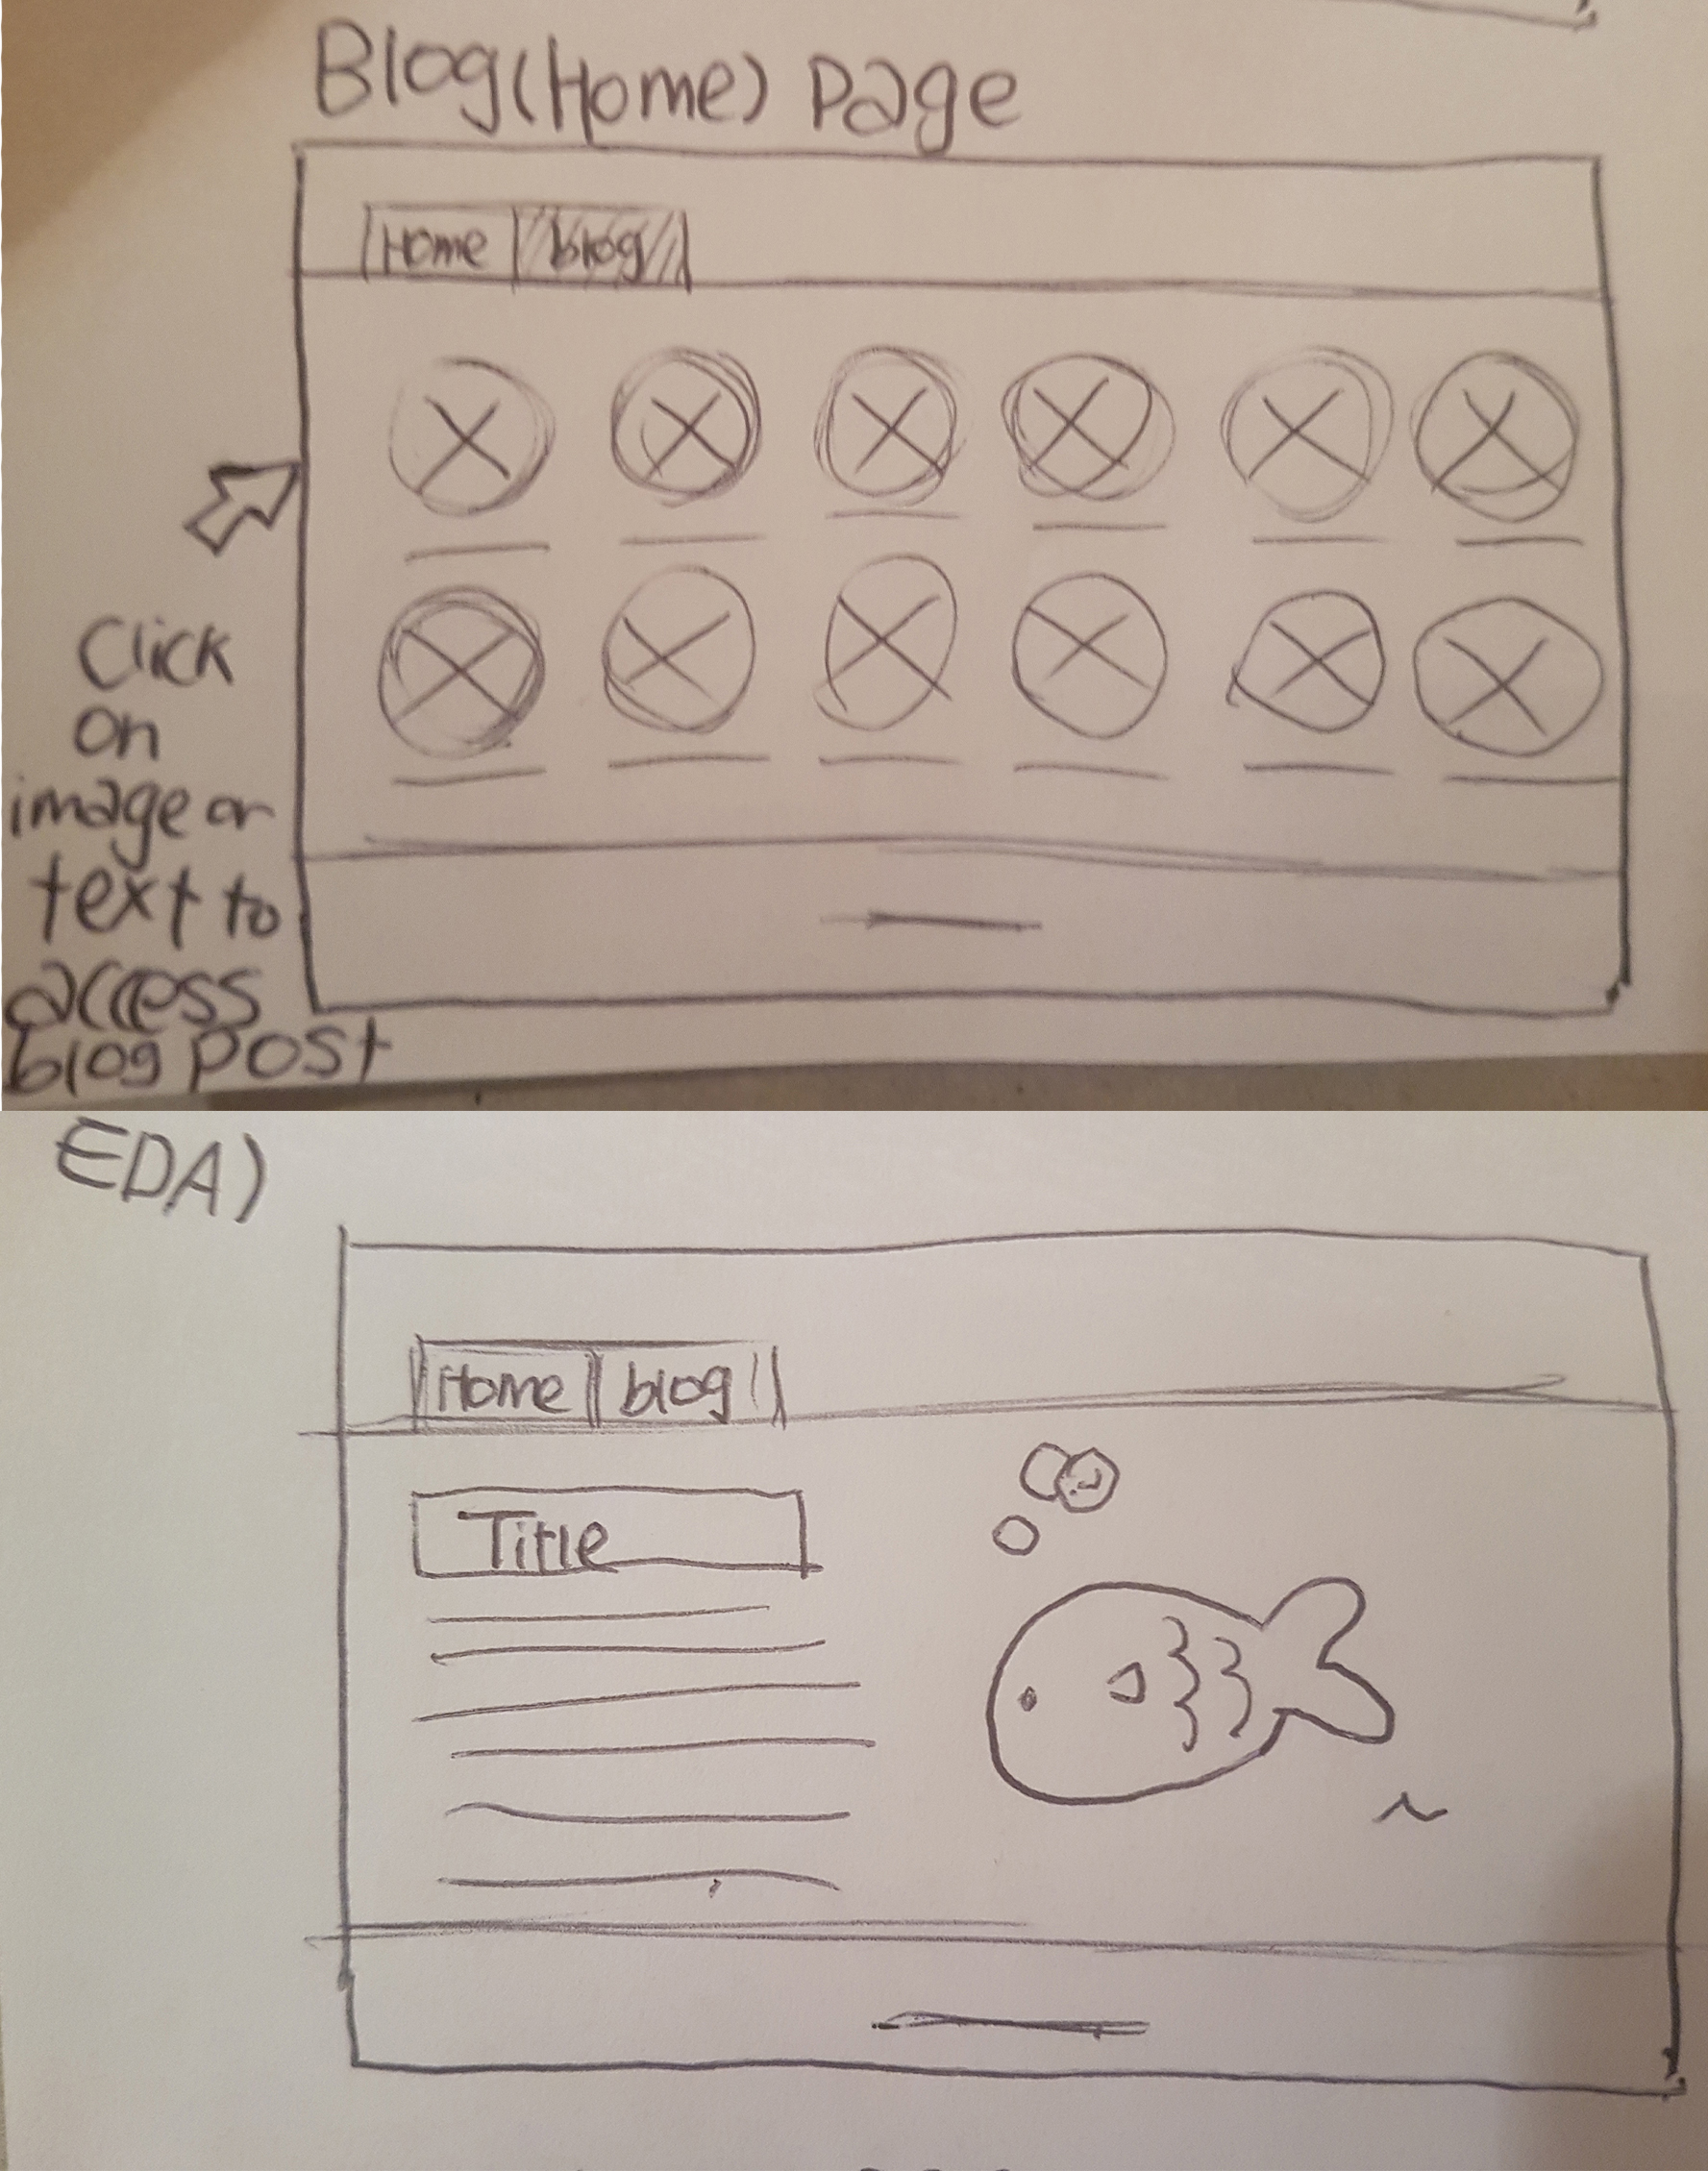 Blog(Home) Page
Home blog
Click
on
image or
text to
access
blog post
EDA)
Home blog
Title